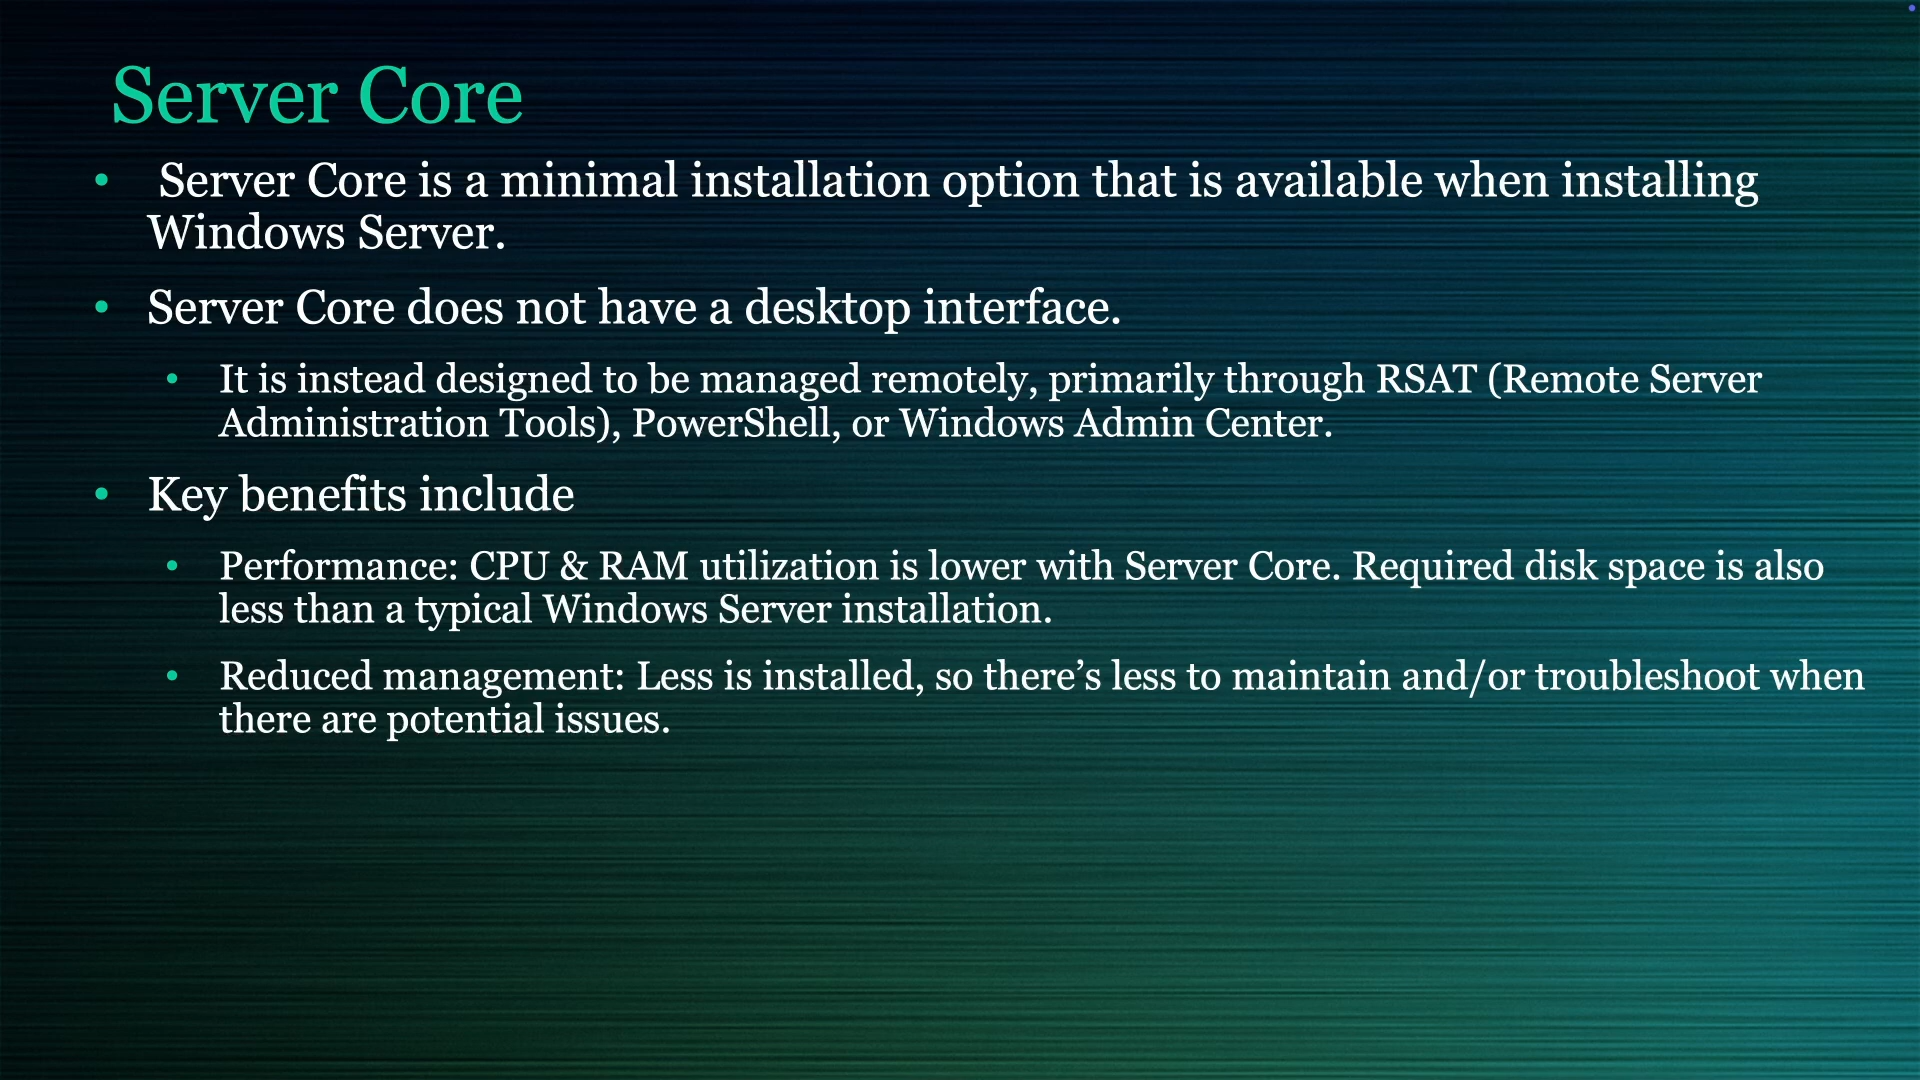 Server Core
• Server Core is a minimal installation option that is available when installing
Windows Server.
• Server Core does not have a desktop interface.
• It is instead designed to be managed remotely, primarily through RSAT (Remote Server
Administration Tools), PowerShell, or Windows Admin Center.
• Key benefits include
• Performance: CPU & RAM utilization is lower with Server Core. Required disk space is also
less than a typical Windows Server installation.
• Reduced management: Less is installed, so there’s less to maintain and/or troubleshoot when
there are potential issues.